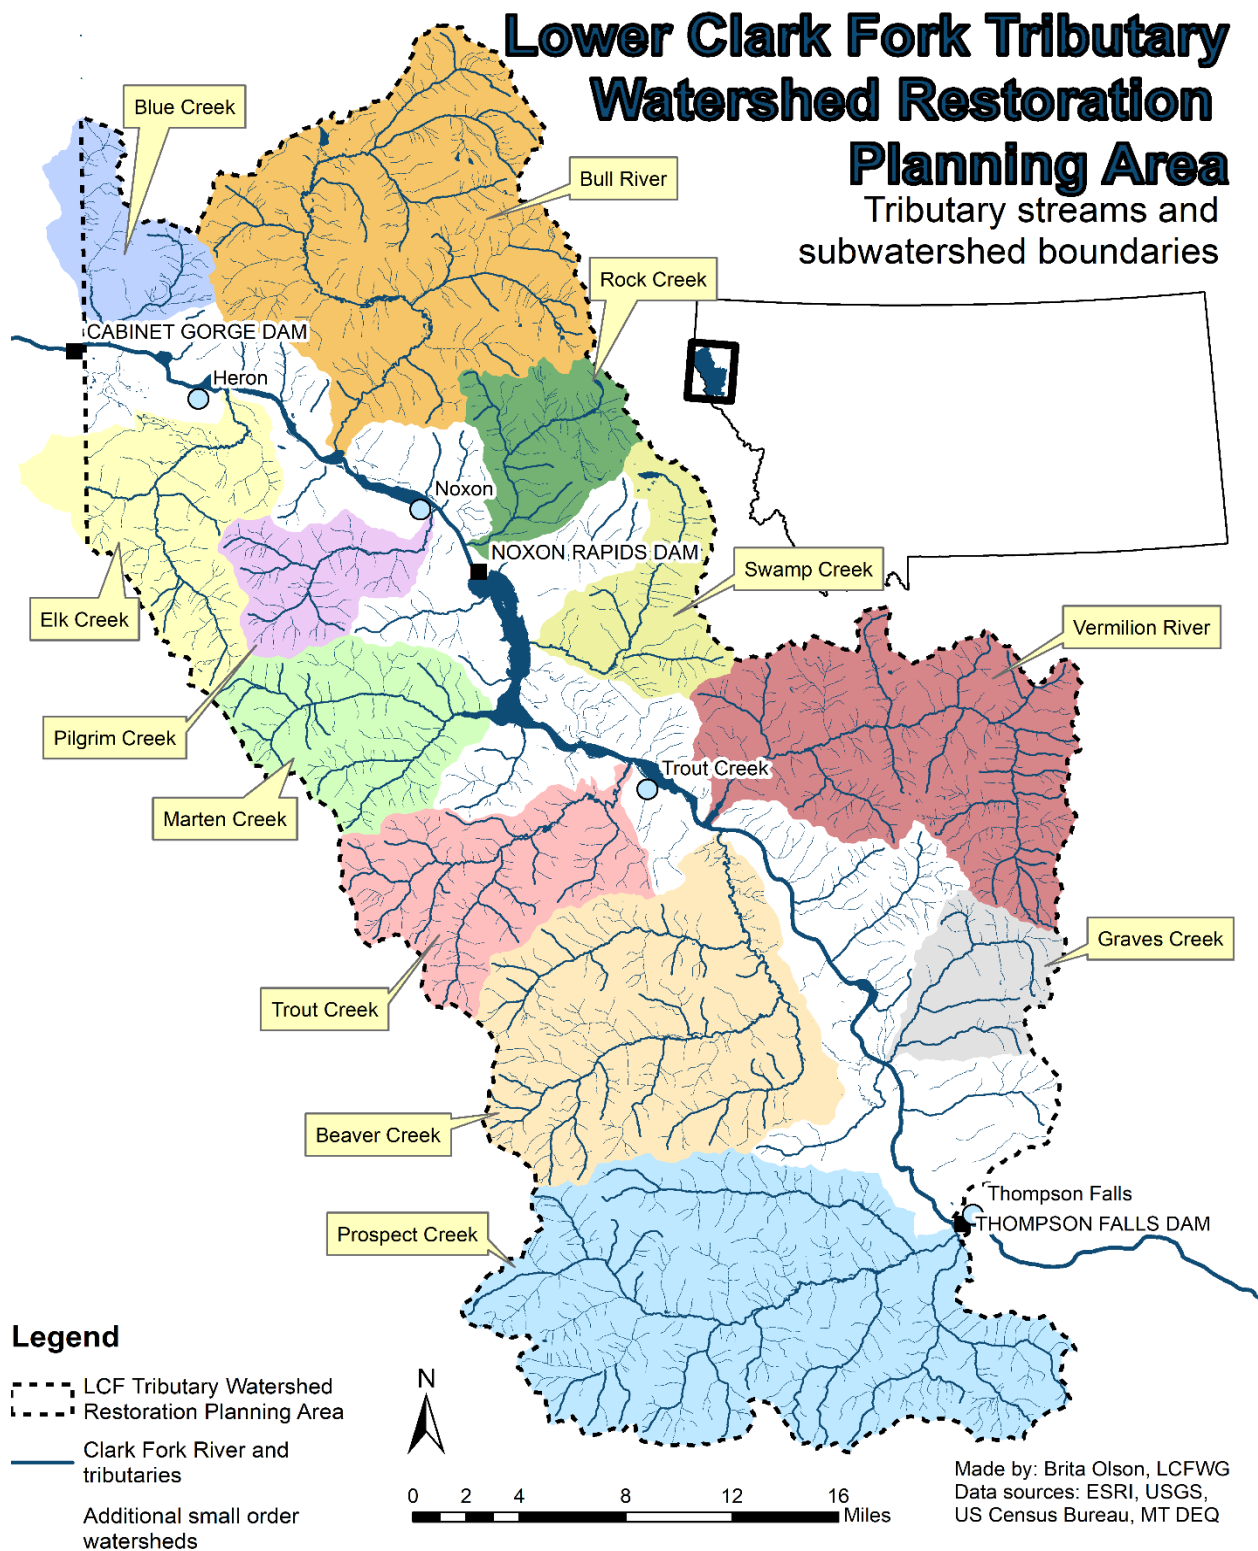 Lower Clark Fork Tributary
Watershed Restoration
Planning Area
Tributary streams and
subwatershed boundaries
Blue Creek
Bull River
Rock Creek
CABINET GORGE DAM
Heron
Noxon
NOXON RAPIDS DAM
Swamp Creek
Elk Creek
Vermilion River
Pilgrim Creek
Trout Creek
Marten Creek
Graves Creek
Trout Creek
Beaver Creek
Thompson Falls
THOMPSON FALLS DAM
Prospect Creek
Legend
LCF Tributary Watershed
Restoration Planning Area
Clark Fork River and
tributaries
Additional small order
watersheds
N
0 2 4 8 12 16
Miles
Made by: Brita Olson, LCFWG
Data sources: ESRI, USGS,
US Census Bureau, MT DEQ